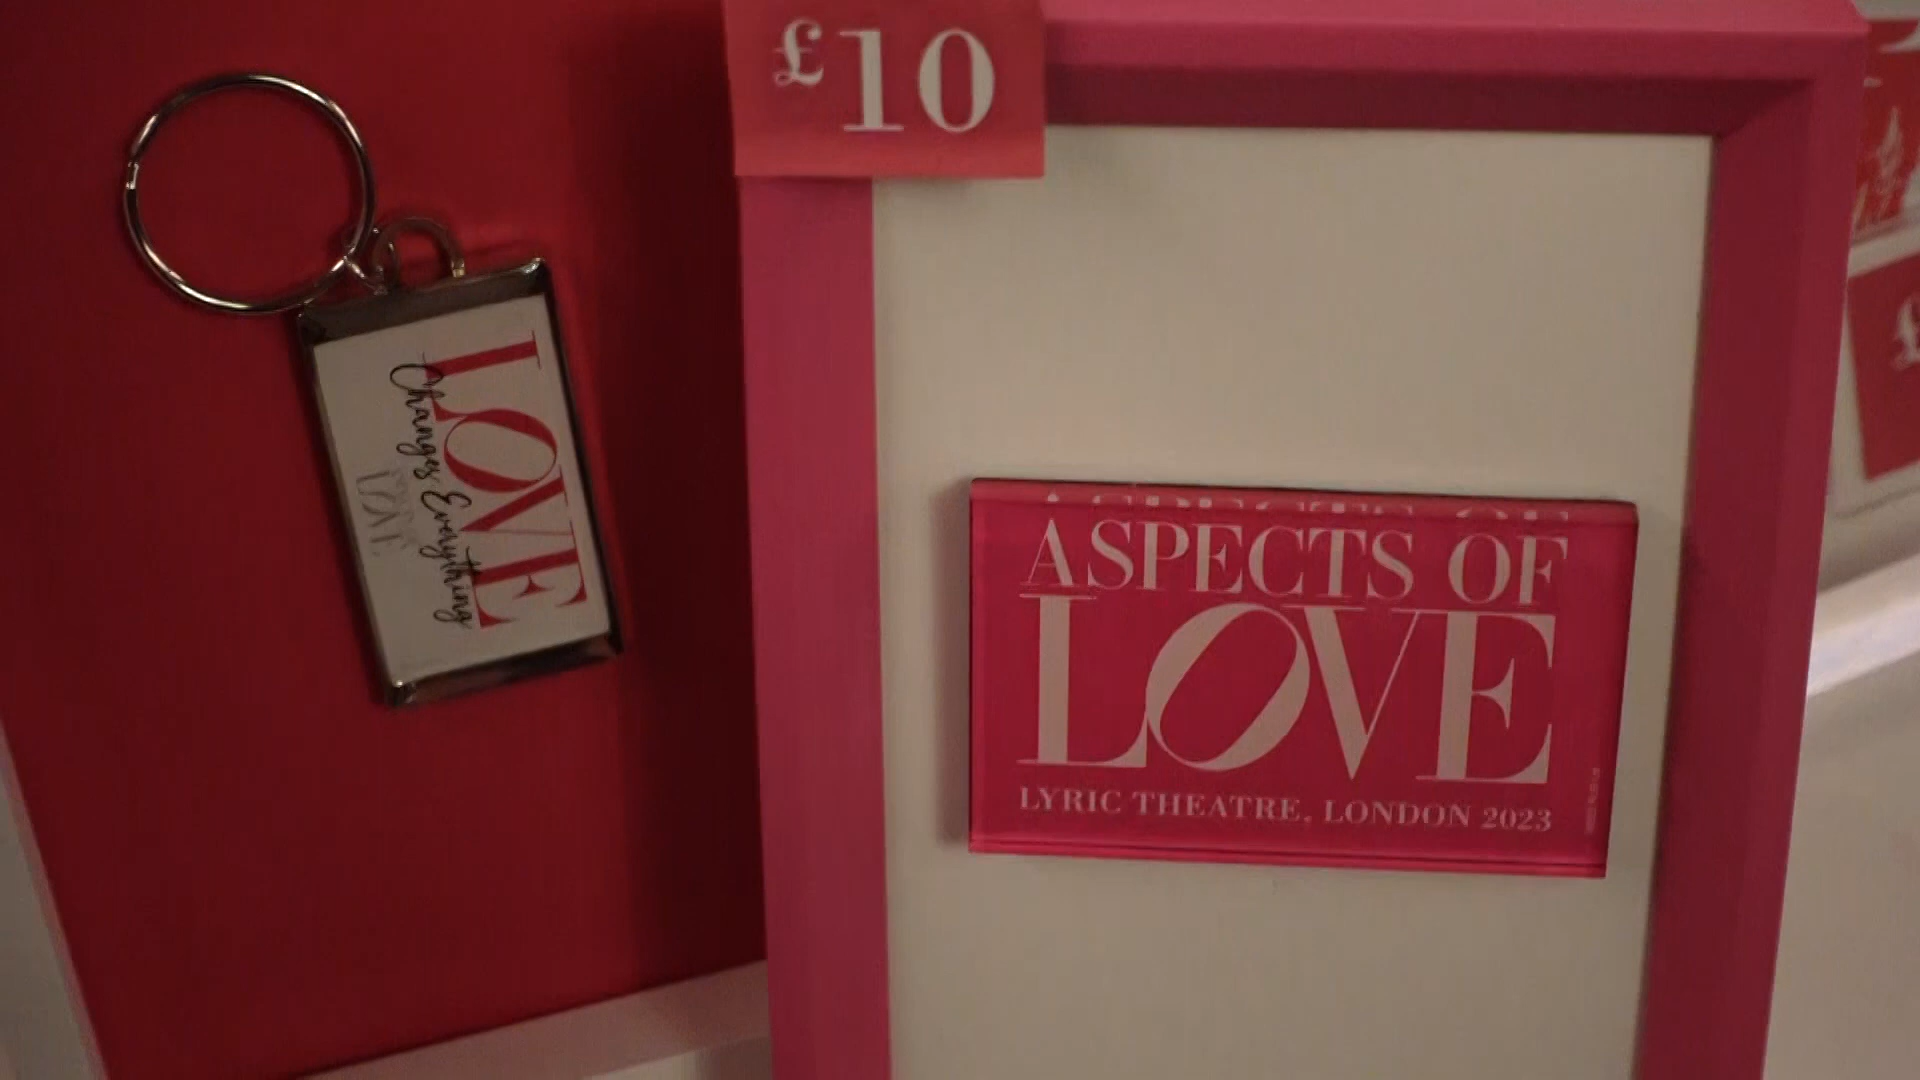 £10
LOVE
Changes Everything
ASPECTS OF
LOVE
LYRIC THEATRE, LONDON 2023
£